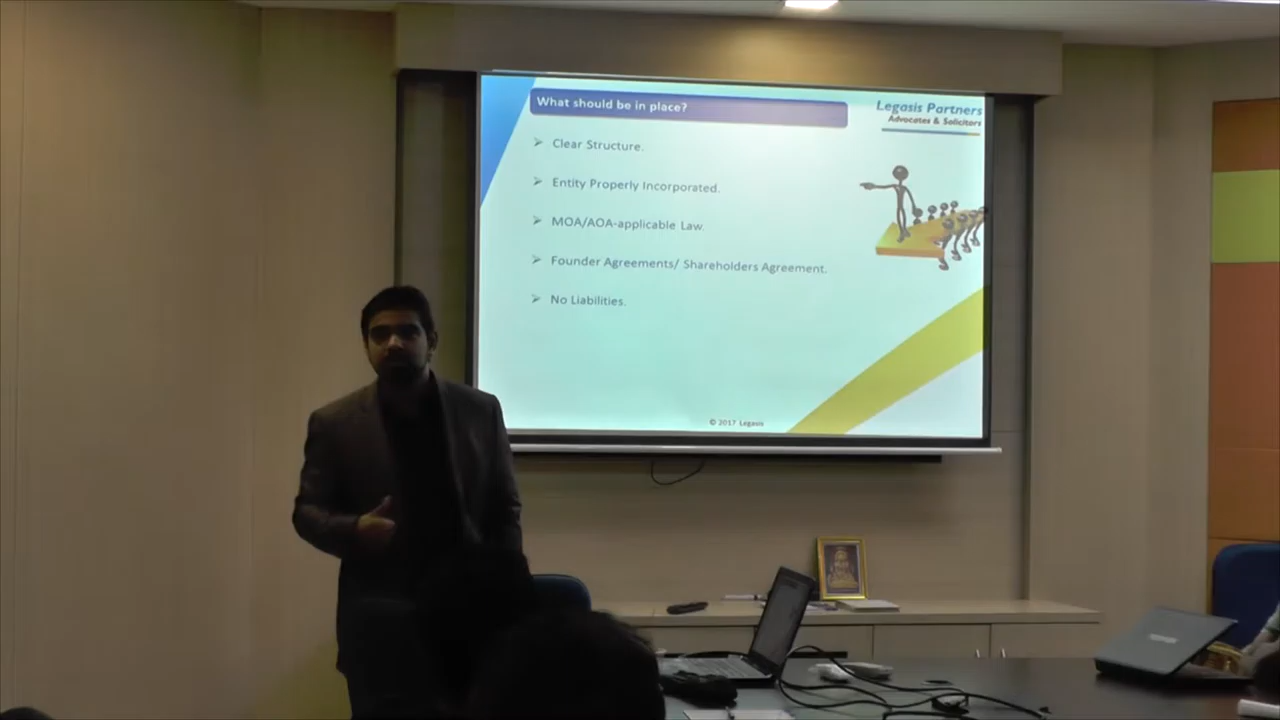 What should be in place?
Legasis Partners
Advocates & Solicitors
➢ Clear Structure.
➢ Entity Properly Incorporated.
➢ MOA/AOA-applicable Law.
➢ Founder Agreements/ Shareholders Agreement.
➢ No Liabilities.
© 2017 Legasis